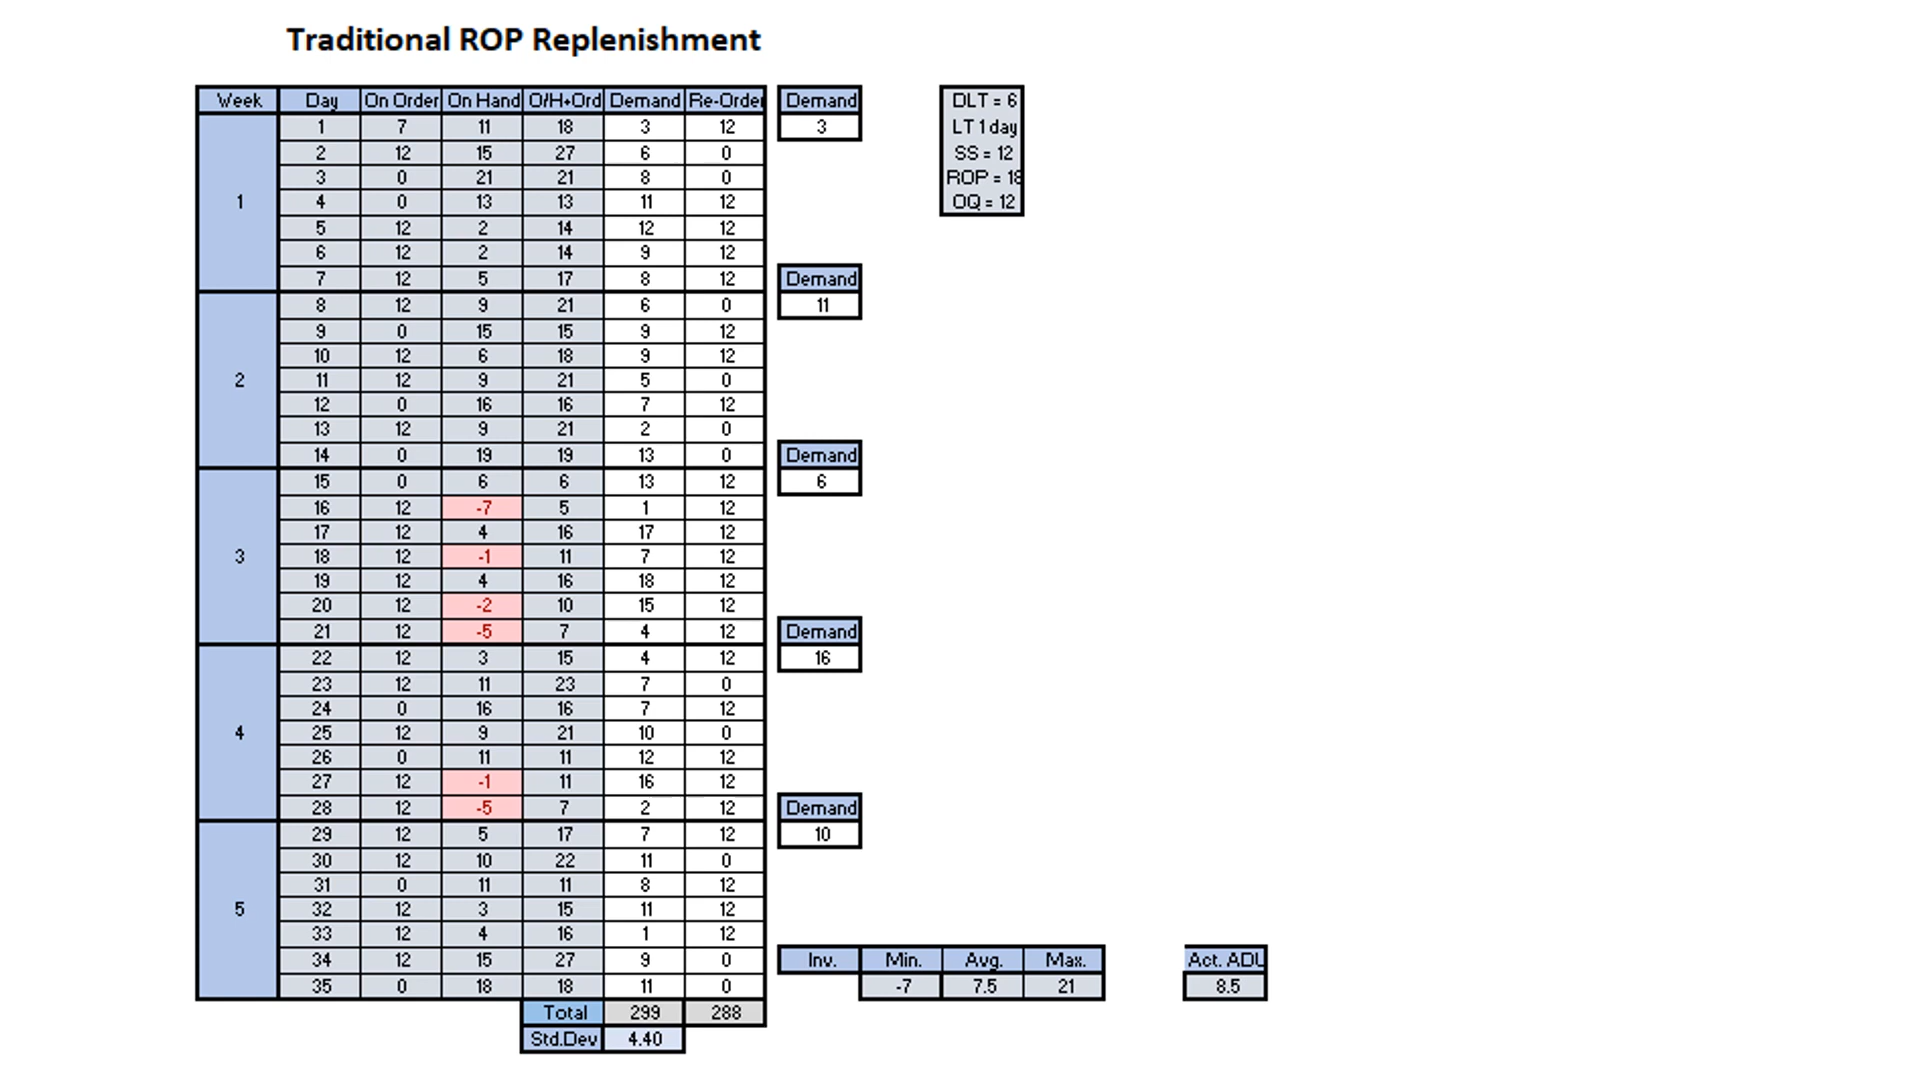 Traditional ROP Replenishment
Week Day On Order On Hand O/H+Ord Demand Re-Order Demand DLT = 6
1 1 7 11 18 3 12 3 LT 1 day
2 12 15 27 6 0 SS = 12
3 0 21 21 8 0 ROP = 18
4 0 13 13 11 12 OQ = 12
5 12 2 14 12 12
6 12 2 14 9 12
7 12 5 17 8 12 Demand
2 8 12 9 21 6 0 11
9 0 15 15 9 12
10 12 6 18 9 12
11 12 9 21 5 0
12 0 16 16 7 12
13 12 9 21 2 0
14 0 19 19 13 0 Demand
3 15 0 6 6 13 12 6
16 12 -7 5 1 12
17 12 4 16 17 12
18 12 -1 11 7 12
19 12 4 16 18 12
20 12 -2 10 15 12
21 12 -5 7 4 12 Demand
4 22 12 3 15 4 12 16
23 12 11 23 7 0
24 0 16 16 7 12
25 12 9 21 10 0
26 0 11 11 12 12
27 12 -1 11 16 12
28 12 -5 7 2 12 Demand
5 29 12 5 17 7 12 10
30 12 10 22 11 0
31 0 11 11 8 12
32 12 3 15 11 12
33 12 4 16 1 12
34 12 15 27 9 0 Inv. Min. Avg. Max. Act. ADU
35 0 18 18 11 0 -7 7.5 21 8.5
Total 299 288
Std.Dev 4.40